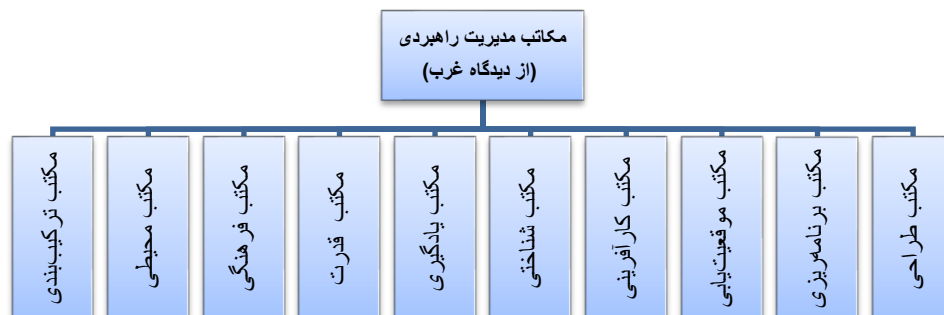 مکاتب مدیریت راهبردی
(از دیدگاه غرب)
مکتب طراحی
مکتب برنامه‌ریزی
مکتب موقعیت‌یابی
مکتب کارآفرینی
مکتب شناختی
مکتب یادگیری
مکتب قدرت
مکتب فرهنگی
مکتب محیطی
مکتب ترکیب‌بندی